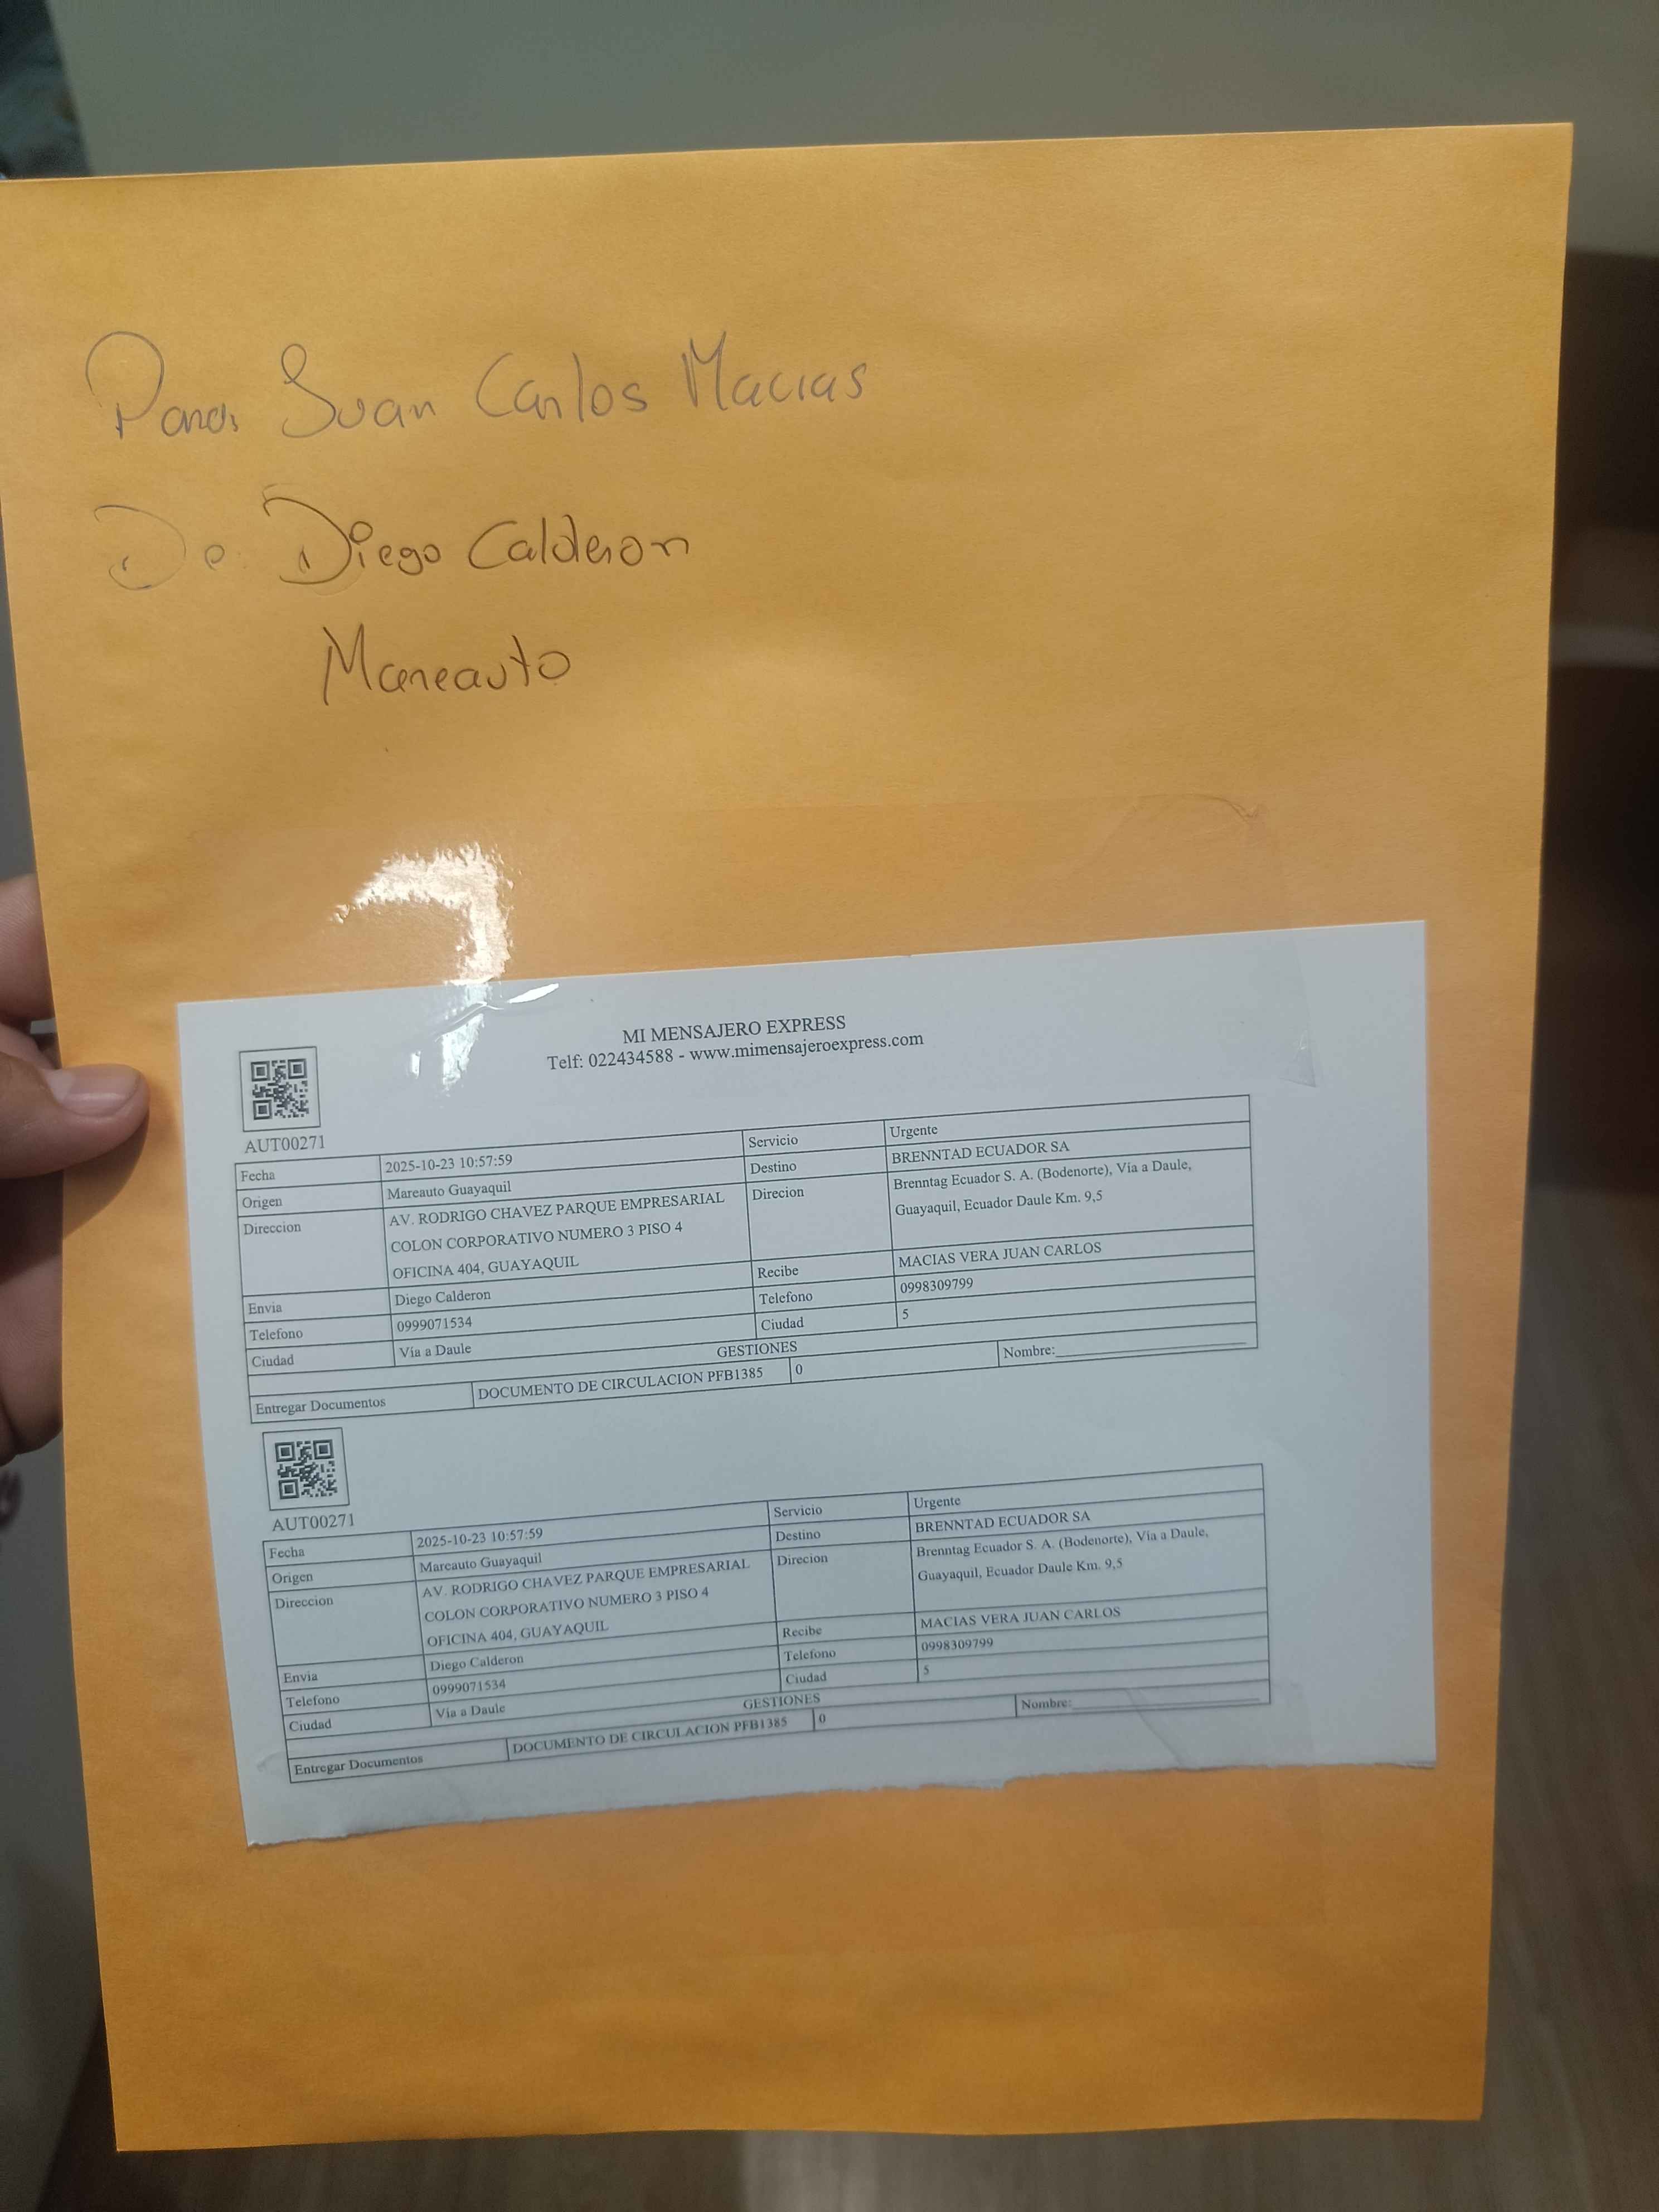 Para Juan Carlos Macias
De Diego Calderon
Mareauto
MI MENSAJERO EXPRESS
Telf: 022434588 - www.mimensajeroexpress.com
AUT00271
Fecha 2025-10-23 10:57:59 Servicio Urgente
Origen Mareauto Guayaquil Destino BRENNTAD ECUADOR SA
Direccion AV. RODRIGO CHAVEZ PARQUE EMPRESARIAL Direcion Brenntag Ecuador S. A. (Bodenorte), Vía a Daule,
COLON CORPORATIVO NUMERO 3 PISO 4 Guayaquil, Ecuador Daule Km. 9,5
OFICINA 404, GUAYAQUIL
Envia Diego Calderon Recibe MACIAS VERA JUAN CARLOS
Telefono 0999071534 Telefono 0998309799
Ciudad Vía a Daule Ciudad 5
GESTIONES
Entregar Documentos DOCUMENTO DE CIRCULACION PFB1385 0 Nombre:
AUT00271
Fecha 2025-10-23 10:57:59 Servicio Urgente
Origen Mareauto Guayaquil Destino BRENNTAD ECUADOR SA
Direccion AV. RODRIGO CHAVEZ PARQUE EMPRESARIAL Direcion Brenntag Ecuador S. A. (Bodenorte), Vía a Daule,
COLON CORPORATIVO NUMERO 3 PISO 4 Guayaquil, Ecuador Daule Km. 9,5
OFICINA 404, GUAYAQUIL
Envia Diego Calderon Recibe MACIAS VERA JUAN CARLOS
Telefono 0999071534 Telefono 0998309799
Ciudad Vía a Daule Ciudad 5
GESTIONES
Entregar Documentos DOCUMENTO DE CIRCULACION PFB1385 0 Nombre: